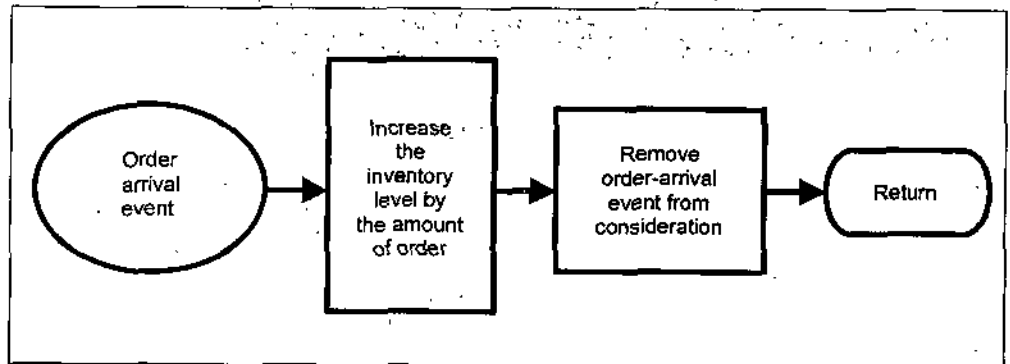 Order
arrival
event
Increase
the
inventory
level by
the amount
of order
Remove
order-arrival
event from
consideration
Return